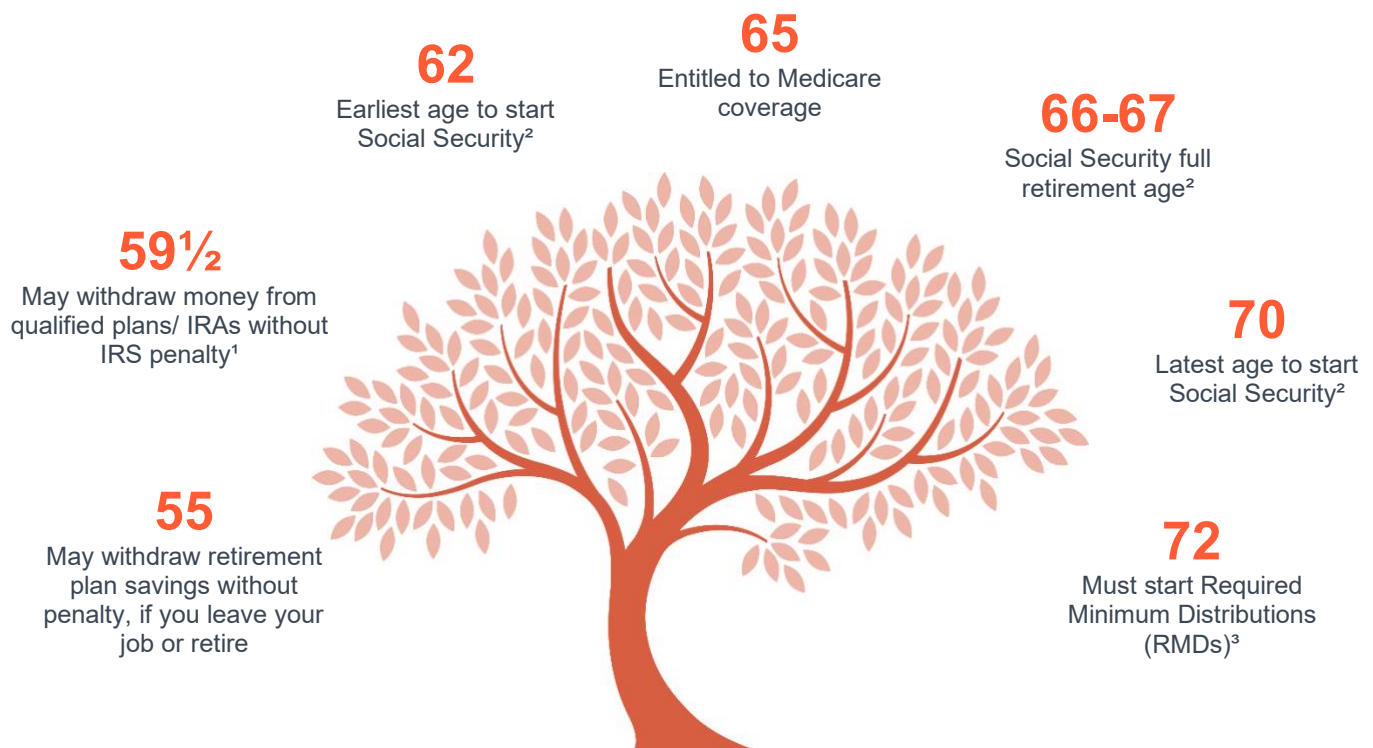 55
May withdraw retirement
plan savings without
penalty, if you leave your
job or retire
59½
May withdraw money from
qualified plans/ IRAs without
IRS penalty¹
62
Earliest age to start
Social Security²
65
Entitled to Medicare
coverage
66-67
Social Security full
retirement age²
70
Latest age to start
Social Security²
72
Must start Required
Minimum Distributions
(RMDs)³